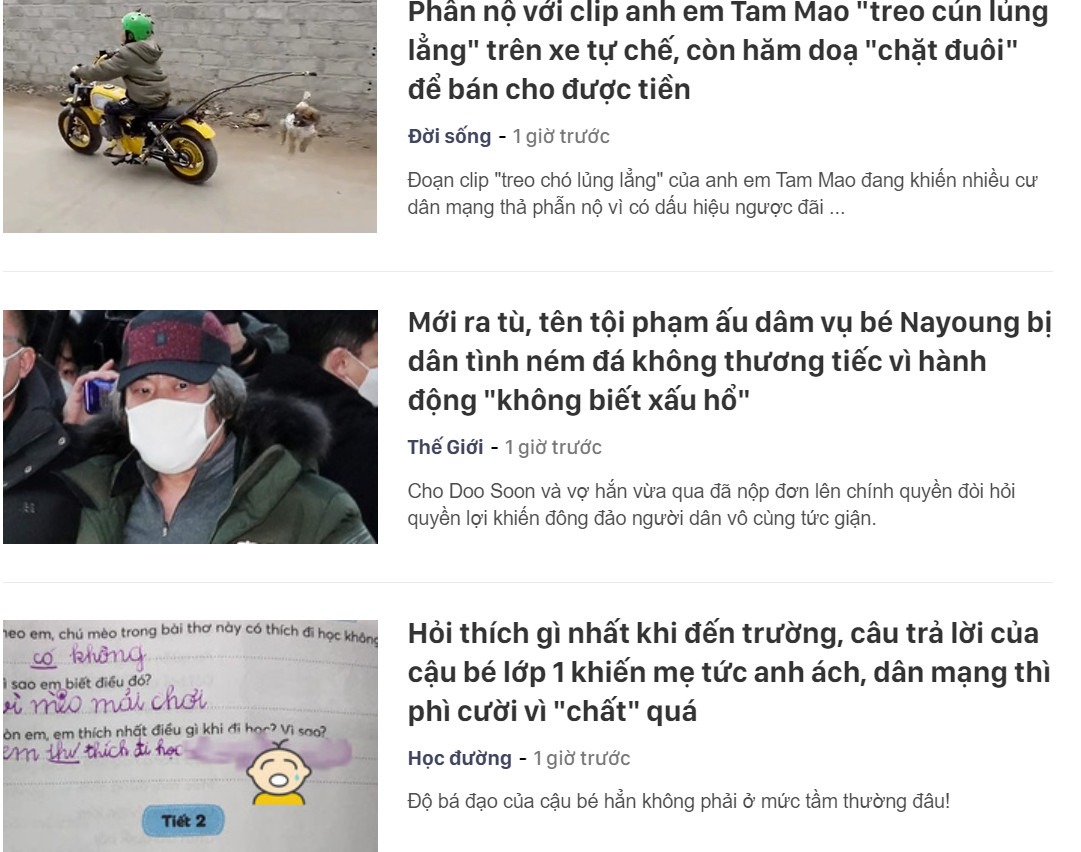 Phẫn nộ với clip anh em Tam Mao "treo cún lủng
lẳng" trên xe tự chế, còn hăm doạ "chặt đuôi"
để bán cho được tiền
Đời sống - 1 giờ trước
Đoạn clip "treo chó lủng lẳng" của anh em Tam Mao đang khiến nhiều cư
dân mạng thả phẫn nộ vì có dấu hiệu ngược đãi ...
Mới ra tù, tên tội phạm ấu dâm vụ bé Nayoung bị
dân tình ném đá không thương tiếc vì hành
động "không biết xấu hổ"
Thế Giới - 1 giờ trước
Cho Doo Soon và vợ hắn vừa qua đã nộp đơn lên chính quyền đòi hỏi
quyền lợi khiến đông đảo người dân vô cùng tức giận.
heo em, chú mèo trong bài thơ này có thích đi học không
có không
ì sao em biết điều đó?
vì mèo mải chơi
òn em, em thích nhất điều gì khi đi học? Vì sao?
em thư thích đi học
Tiết 2
Hỏi thích gì nhất khi đến trường, câu trả lời của
cậu bé lớp 1 khiến mẹ tức anh ách, dân mạng thì
phì cười vì "chất" quá
Học đường - 1 giờ trước
Độ bá đạo của cậu bé hẳn không phải ở mức tầm thường đâu!